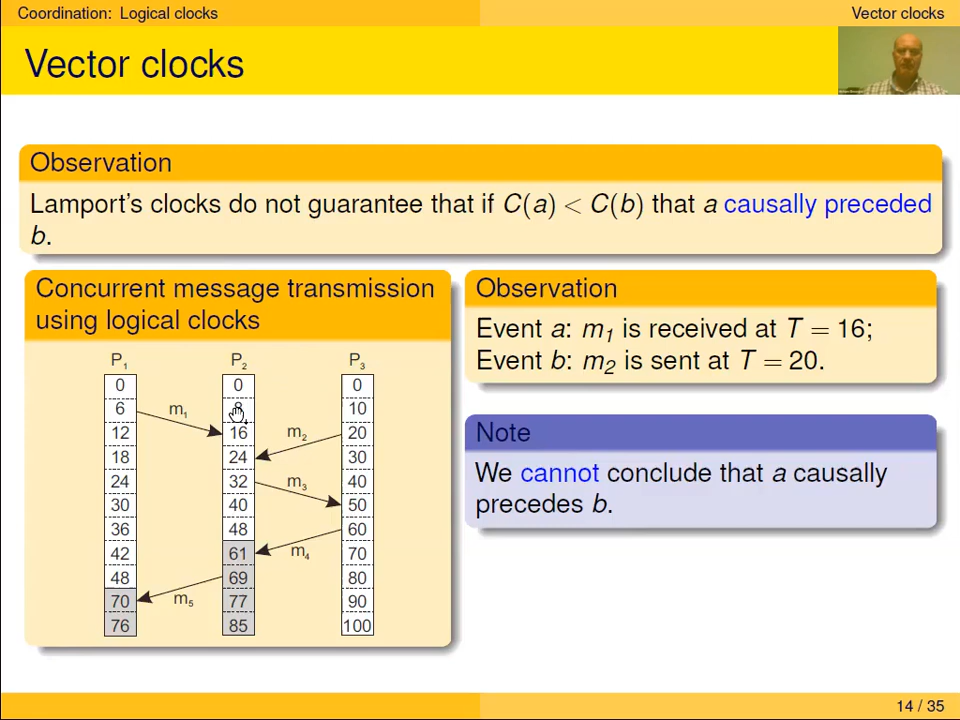 Coordination: Logical clocks Vector clocks
Vector clocks
Observation
Lamport's clocks do not guarantee that if C(a) < C(b) that a causally preceded
b.
Concurrent message transmission
using logical clocks
P1 P2 P3
0 0 0
6 m1 8 10
12 16 m2 20
18 24 30
24 32 m3 40
30 40 50
36 48 60
42 61 m4 70
48 69 80
70 m5 77 90
76 85 100
Observation
Event a: m1 is received at T = 16;
Event b: m2 is sent at T = 20.
Note
We cannot conclude that a causally
precedes b.
14 / 35